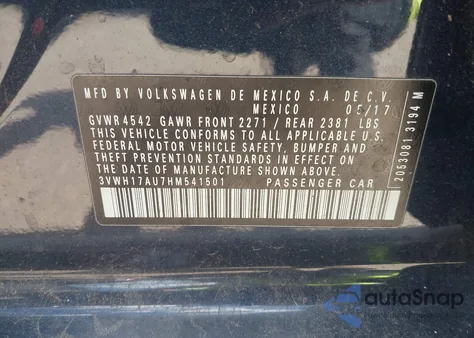 MFD BY VOLKSWAGEN DE MEXICO S.A. DE C.V.
MEXICO 05/17
GVWR 4542 GAWR FRONT 2271 / REAR 2381 LBS
THIS VEHICLE CONFORMS TO ALL APPLICABLE U.S.
FEDERAL MOTOR VEHICLE SAFETY, BUMPER AND
THEFT PREVENTION STANDARDS IN EFFECT ON
THE DATE OF MANUFACTURE SHOWN ABOVE.
3VWH17AU7HM541501 PASSENGER CAR
2053081 3194 M
autoSnap